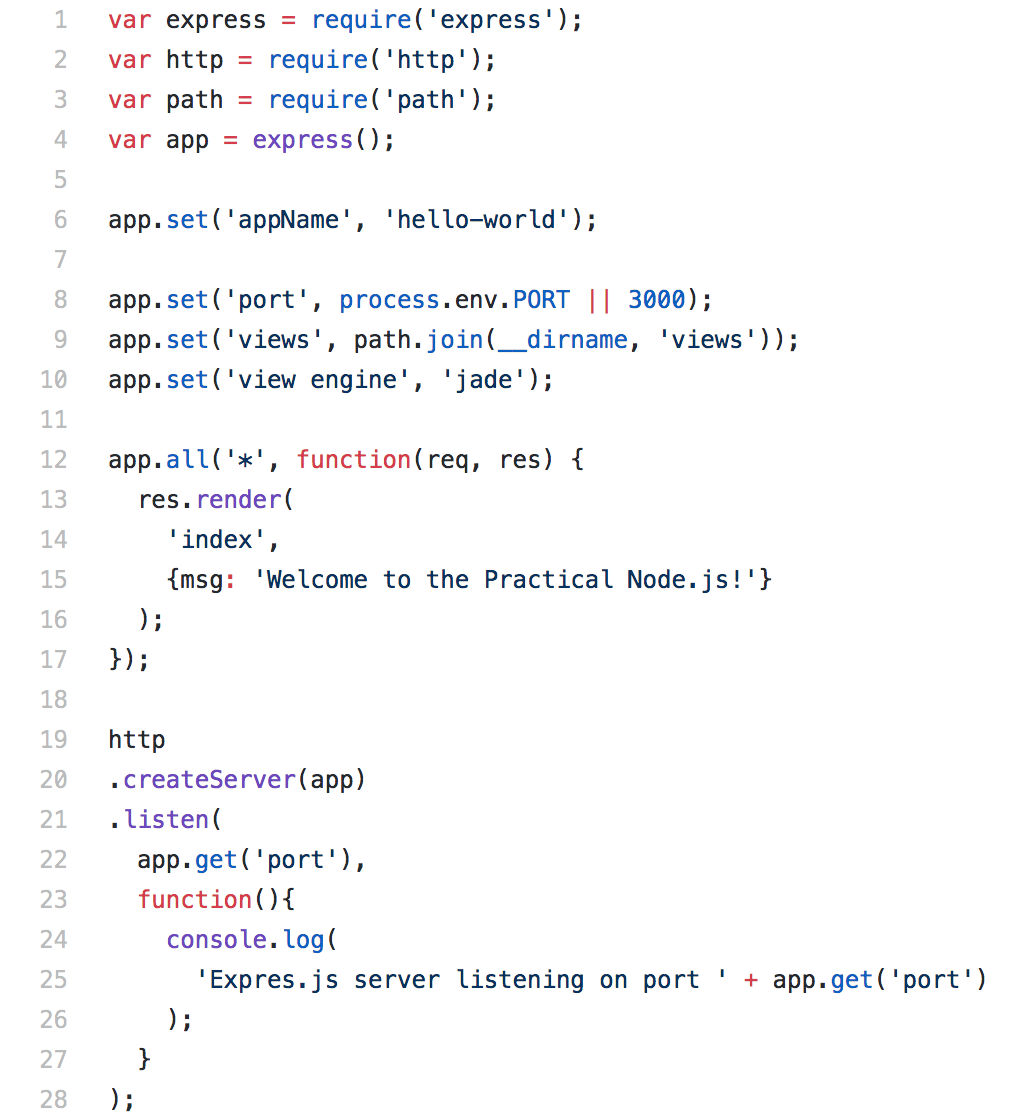 1 var express = require('express');
2 var http = require('http');
3 var path = require('path');
4 var app = express();
5
6 app.set('appName', 'hello-world');
7
8 app.set('port', process.env.PORT || 3000);
9 app.set('views', path.join(__dirname, 'views'));
10 app.set('view engine', 'jade');
11
12 app.all('*', function(req, res) {
13   res.render(
14     'index',
15     {msg: 'Welcome to the Practical Node.js!'}
16   );
17 });
18
19 http
20 .createServer(app)
21 .listen(
22   app.get('port'),
23   function(){
24     console.log(
25       'Expres.js server listening on port ' + app.get('port')
26     );
27   }
28 );